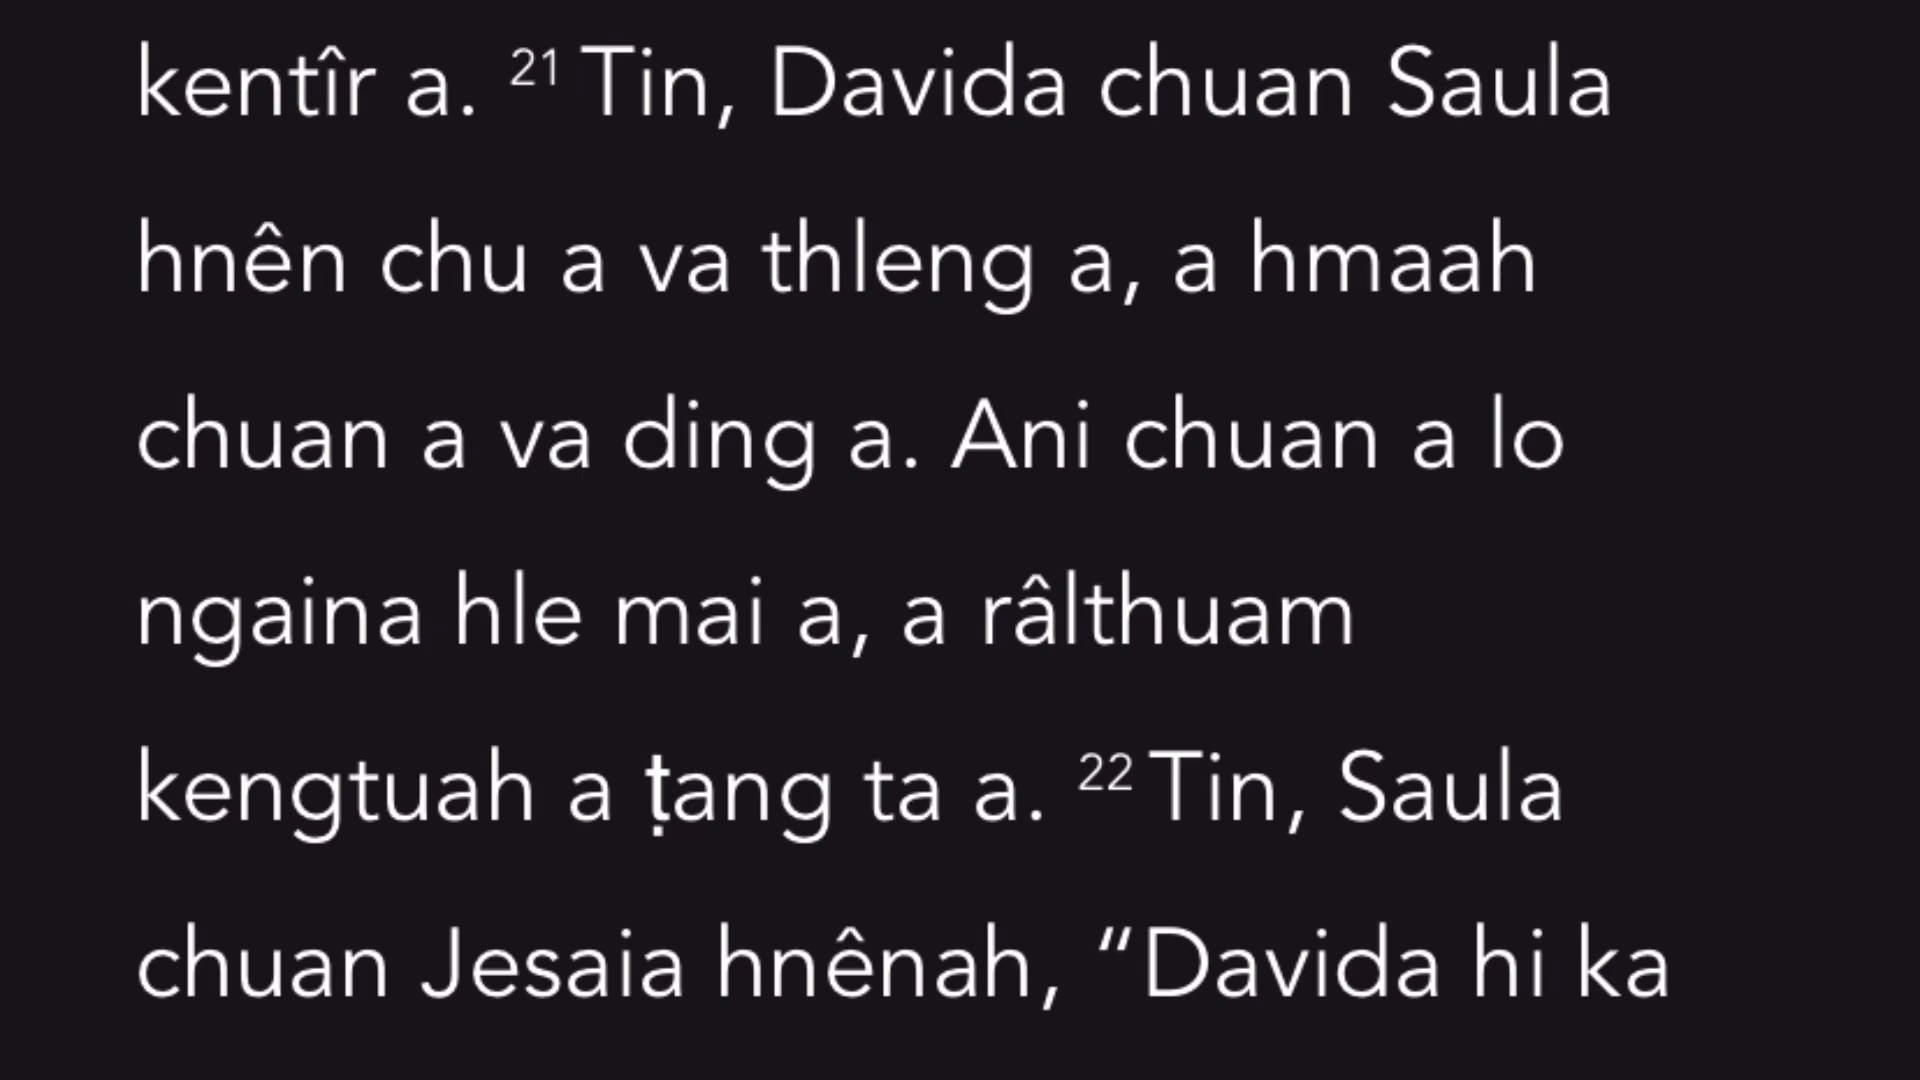 kentîr a. 21 Tin, Davida chuan Saula
hnên chu a va thleng a, a hmaah
chuan a va ding a. Ani chuan a lo
ngaina hle mai a, a râlthuam
kengtuah a ṭang ta a. 22 Tin, Saula
chuan Jesaia hnênah, “Davida hi ka